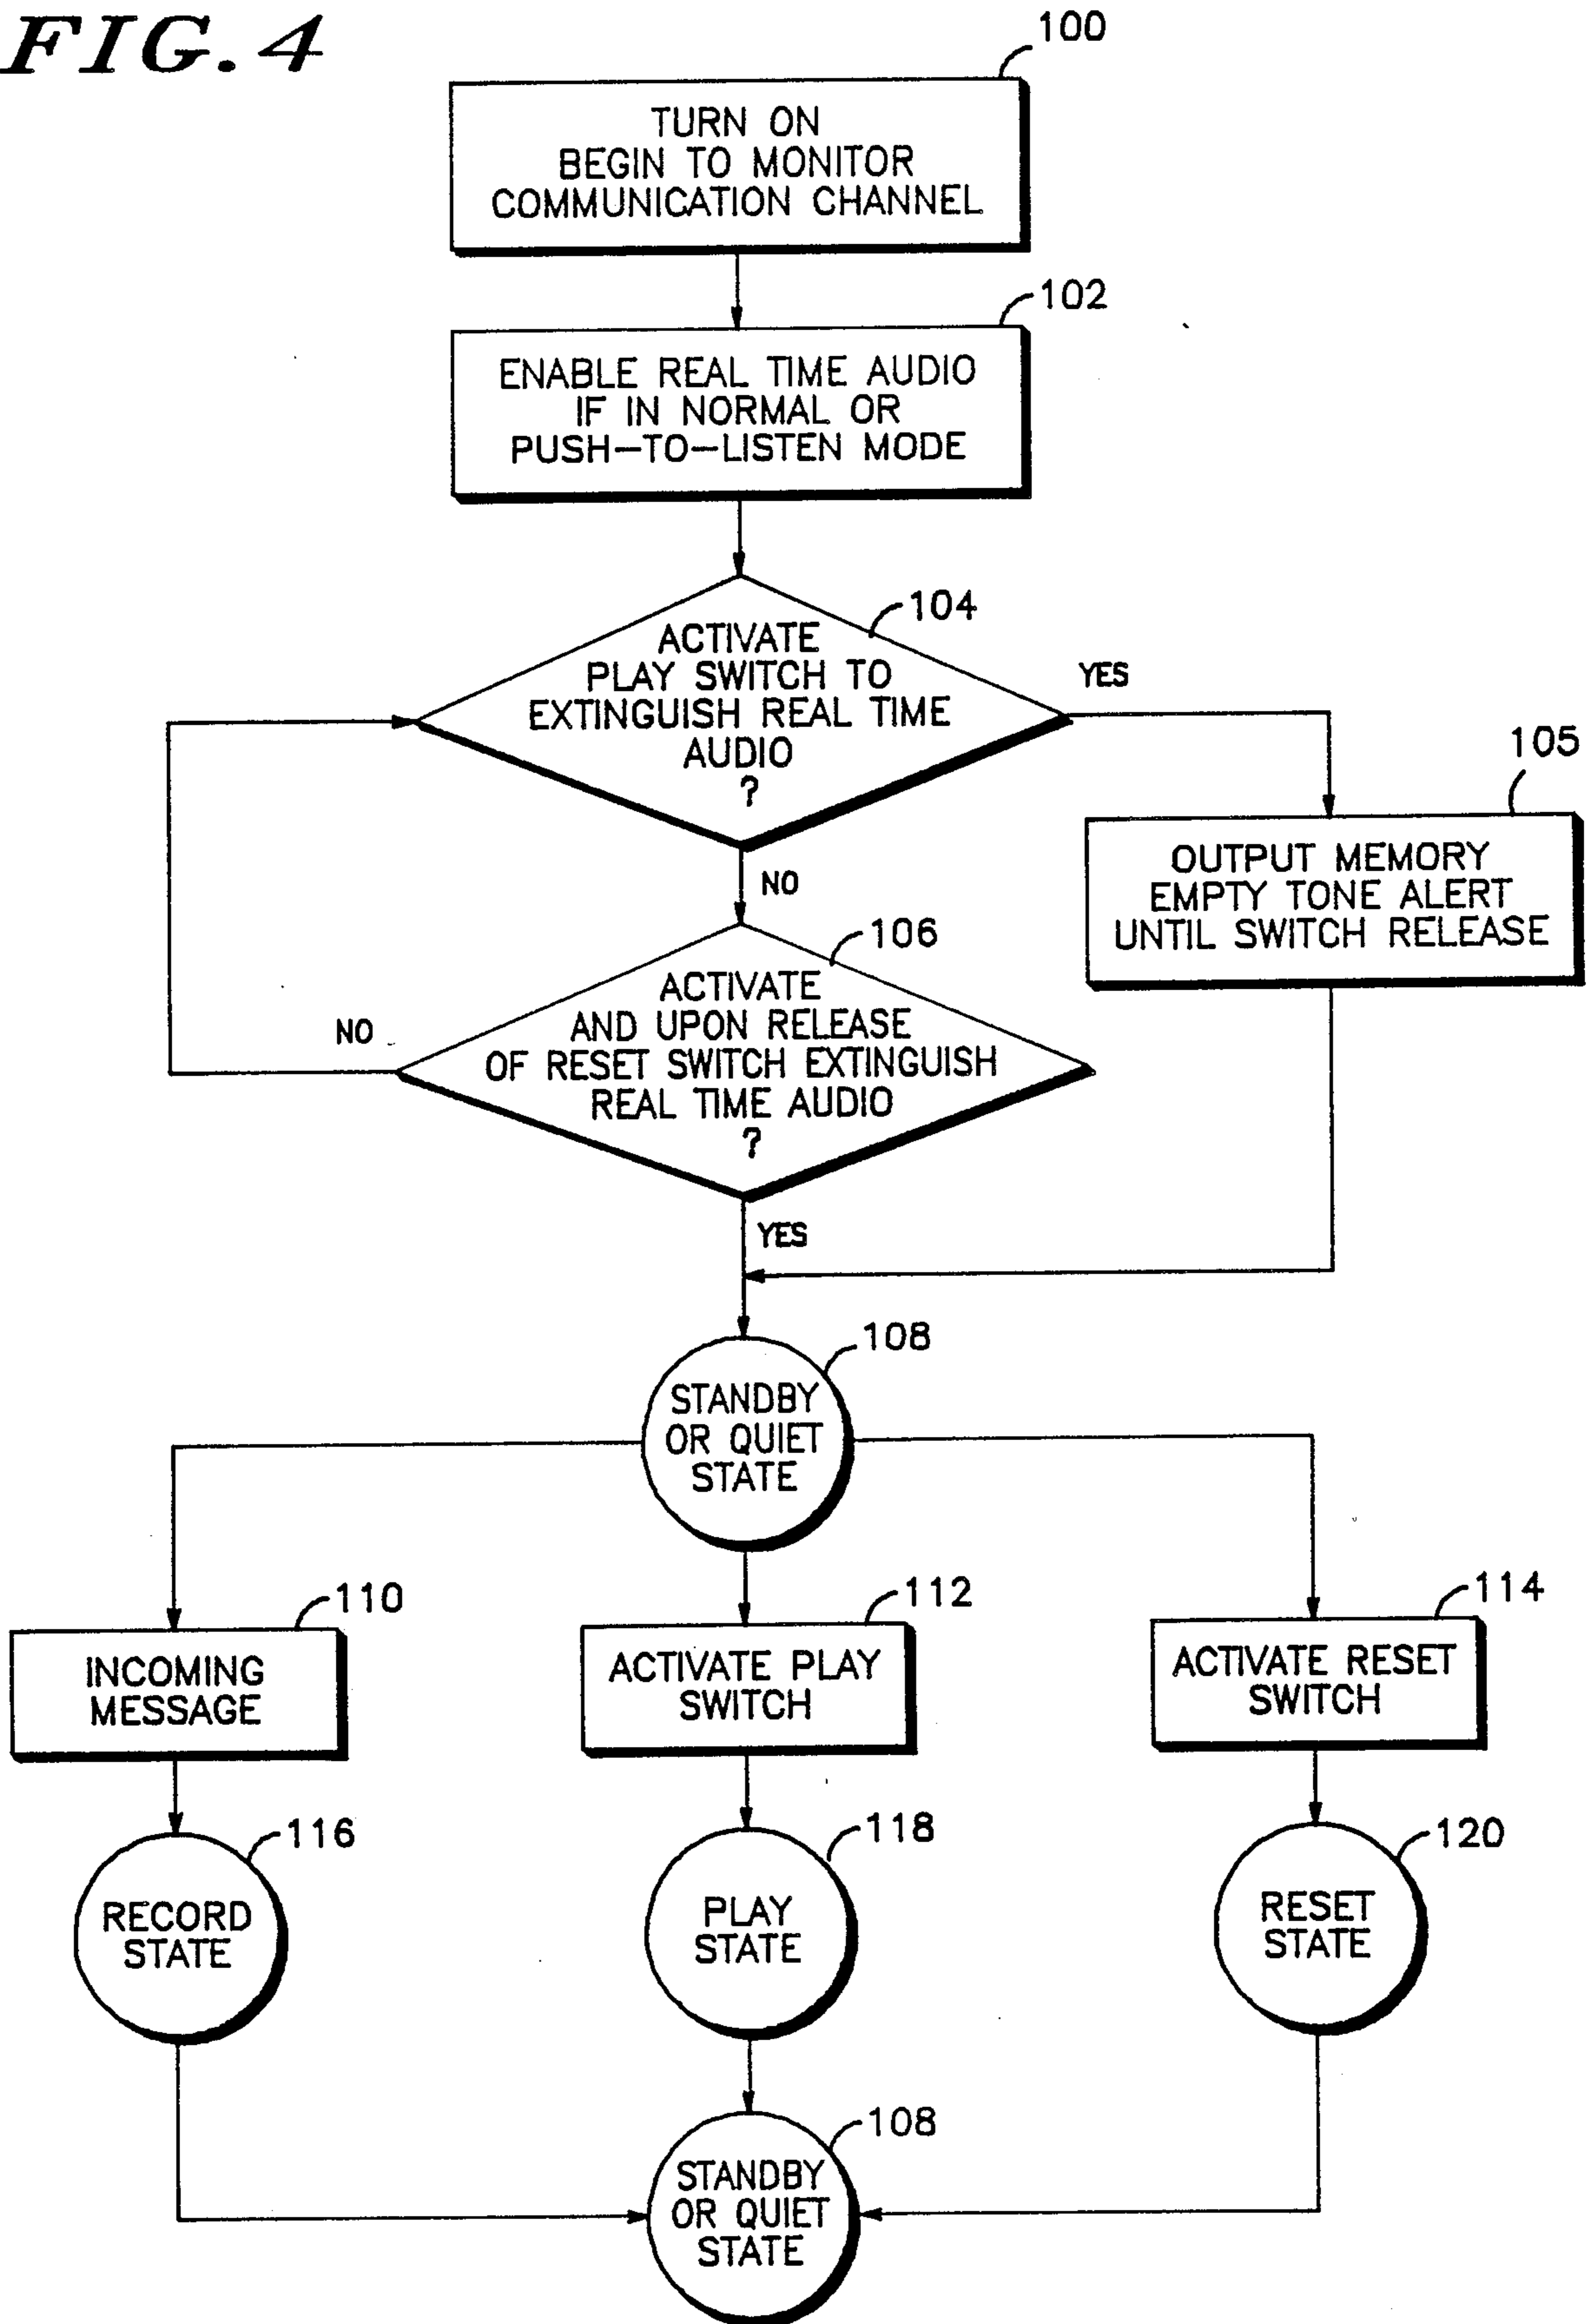 FIG. 4
100
TURN ON
BEGIN TO MONITOR
COMMUNICATION CHANNEL
102
ENABLE REAL TIME AUDIO
IF IN NORMAL OR
PUSH-TO-LISTEN MODE
104
ACTIVATE
PLAY SWITCH TO
EXTINGUISH REAL TIME
AUDIO
?
YES
105
OUTPUT MEMORY
EMPTY TONE ALERT
UNTIL SWITCH RELEASE
NO
106
ACTIVATE
AND UPON RELEASE
OF RESET SWITCH EXTINGUISH
REAL TIME AUDIO
?
NO
YES
108
STANDBY
OR QUIET
STATE
110
INCOMING
MESSAGE
112
ACTIVATE PLAY
SWITCH
114
ACTIVATE RESET
SWITCH
116
RECORD
STATE
118
PLAY
STATE
120
RESET
STATE
108
STANDBY
OR QUIET
STATE